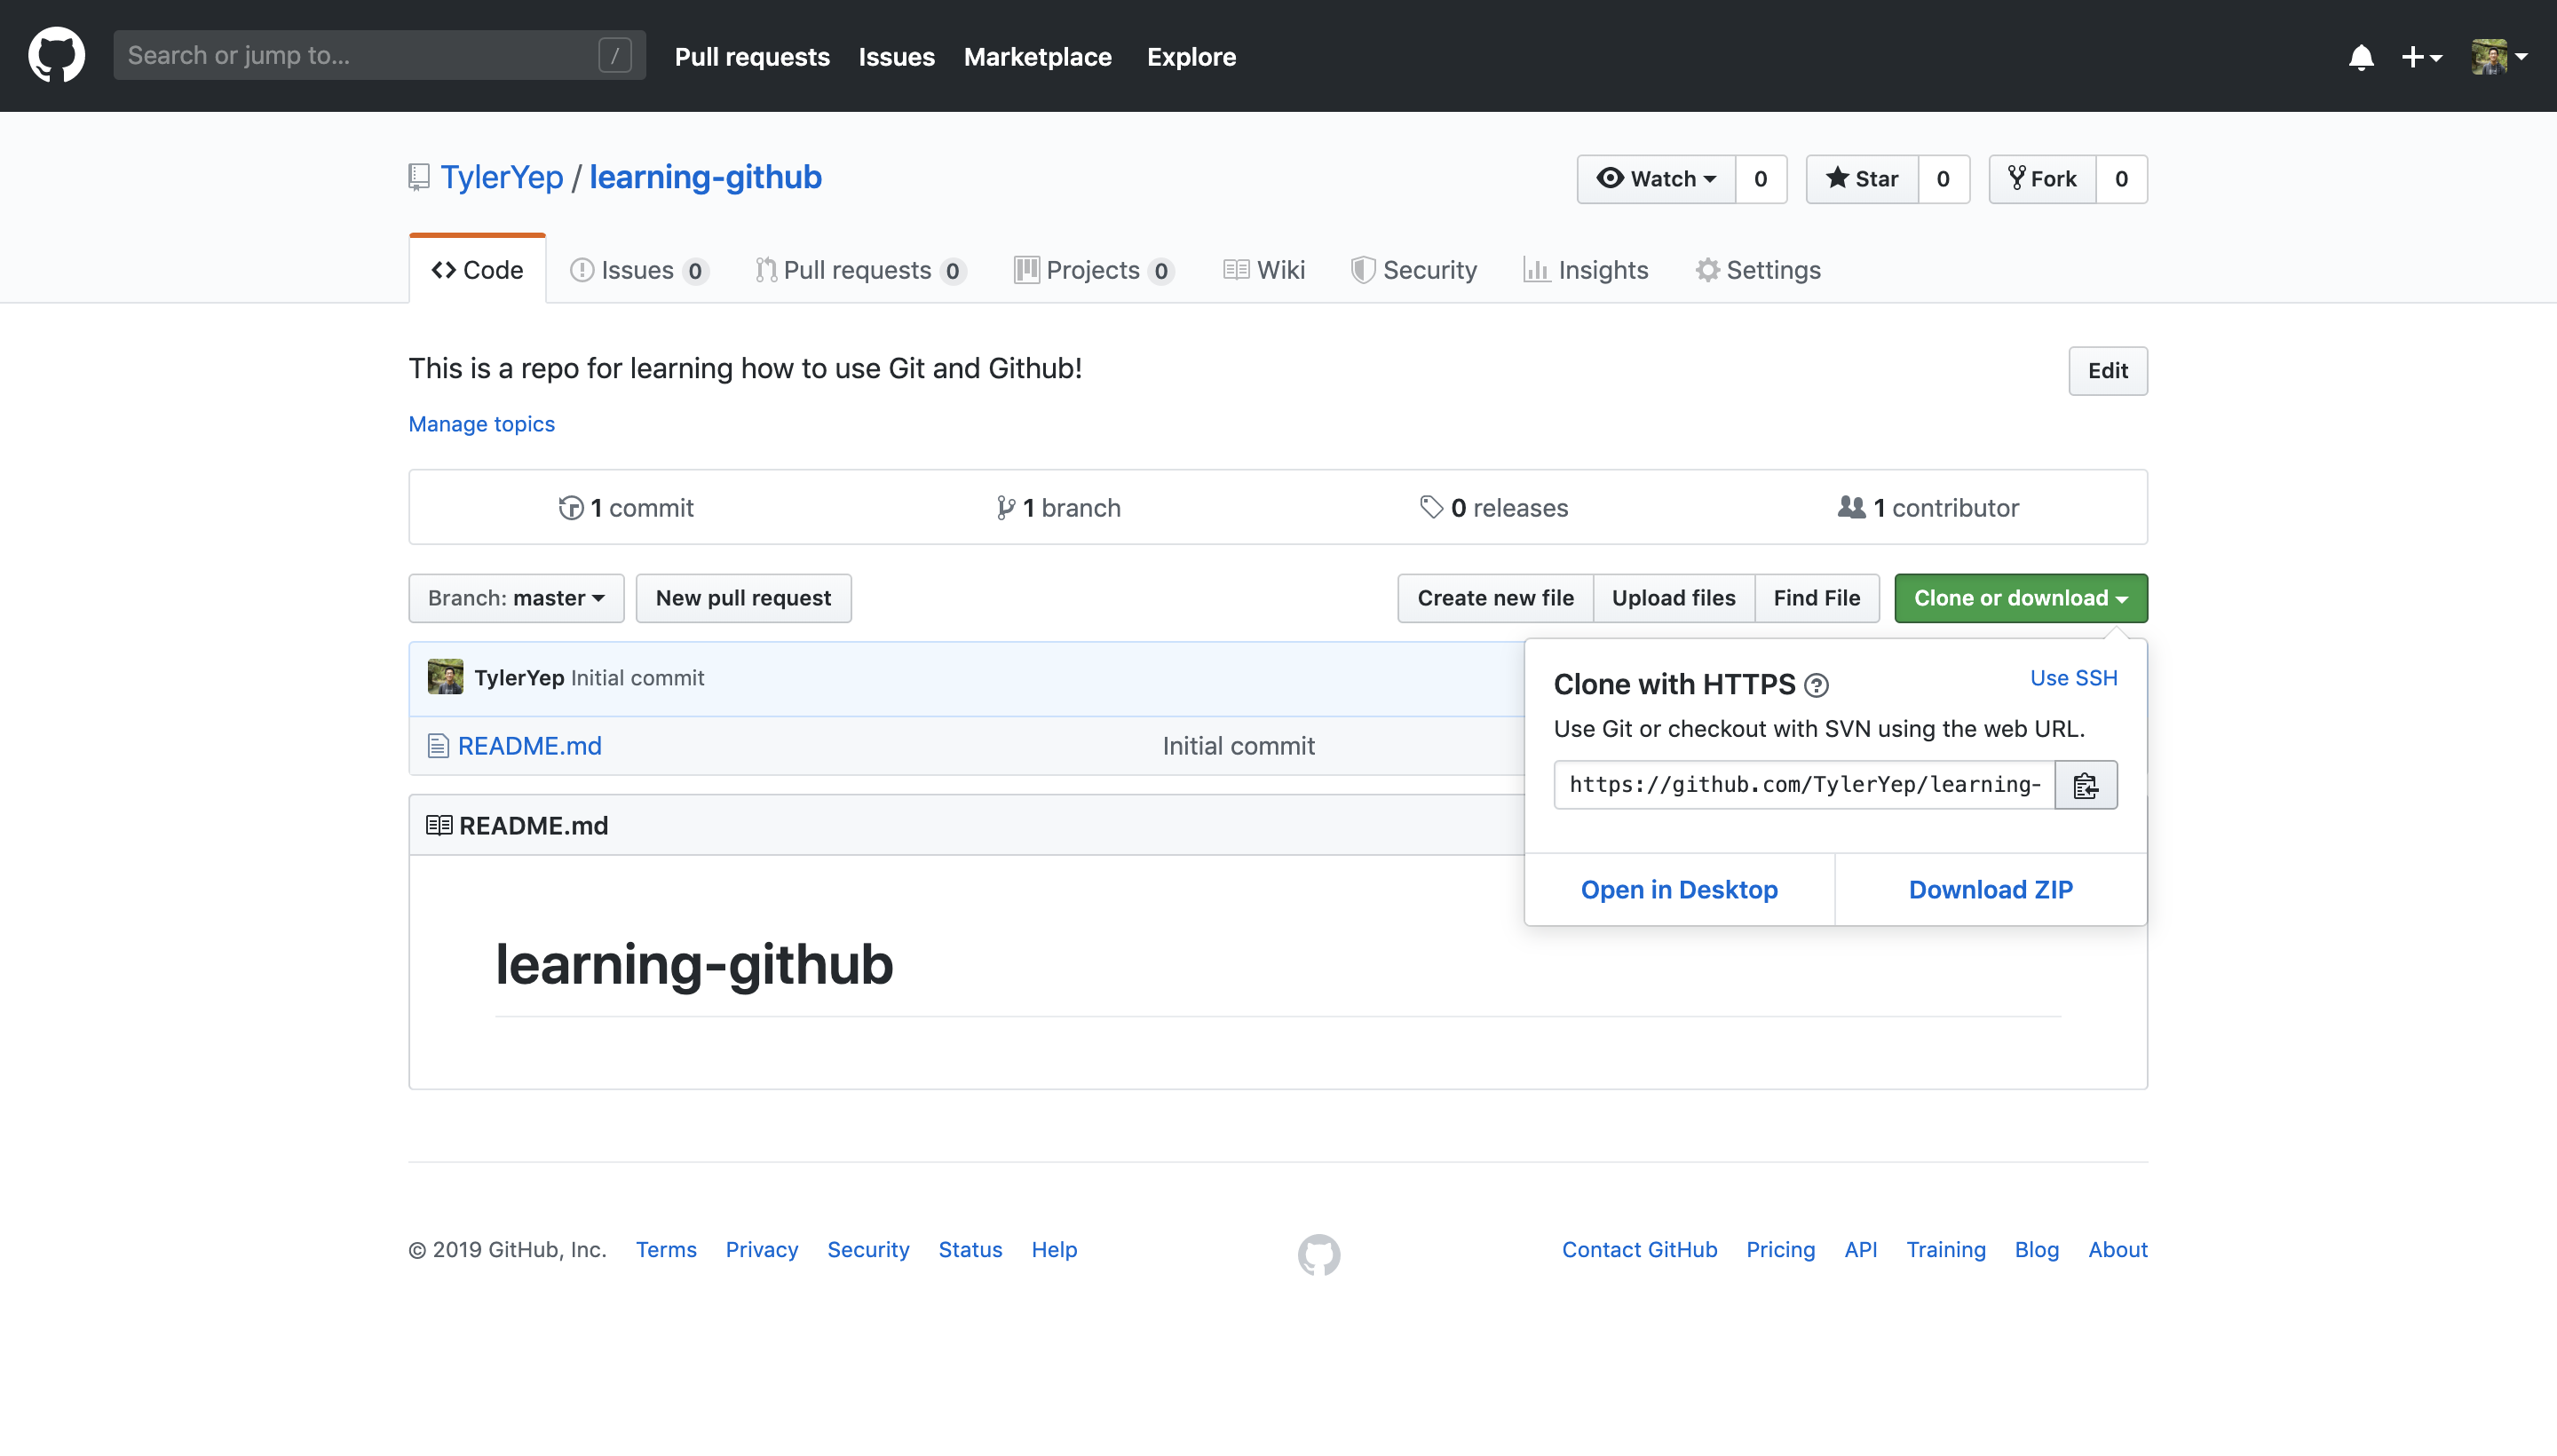 Search or jump to... /
Pull requests Issues Marketplace Explore
TylerYep / learning-github
Watch 0 Star 0 Fork 0
Code Issues 0 Pull requests 0 Projects 0 Wiki Security Insights Settings
This is a repo for learning how to use Git and Github!
Edit
Manage topics
1 commit 1 branch 0 releases 1 contributor
Branch: master New pull request Create new file Upload files Find File Clone or download
TylerYep Initial commit
README.md Initial commit
Clone with HTTPS ? Use SSH
Use Git or checkout with SVN using the web URL.
https://github.com/TylerYep/learning-
Open in Desktop Download ZIP
README.md
learning-github
© 2019 GitHub, Inc. Terms Privacy Security Status Help Contact GitHub Pricing API Training Blog About